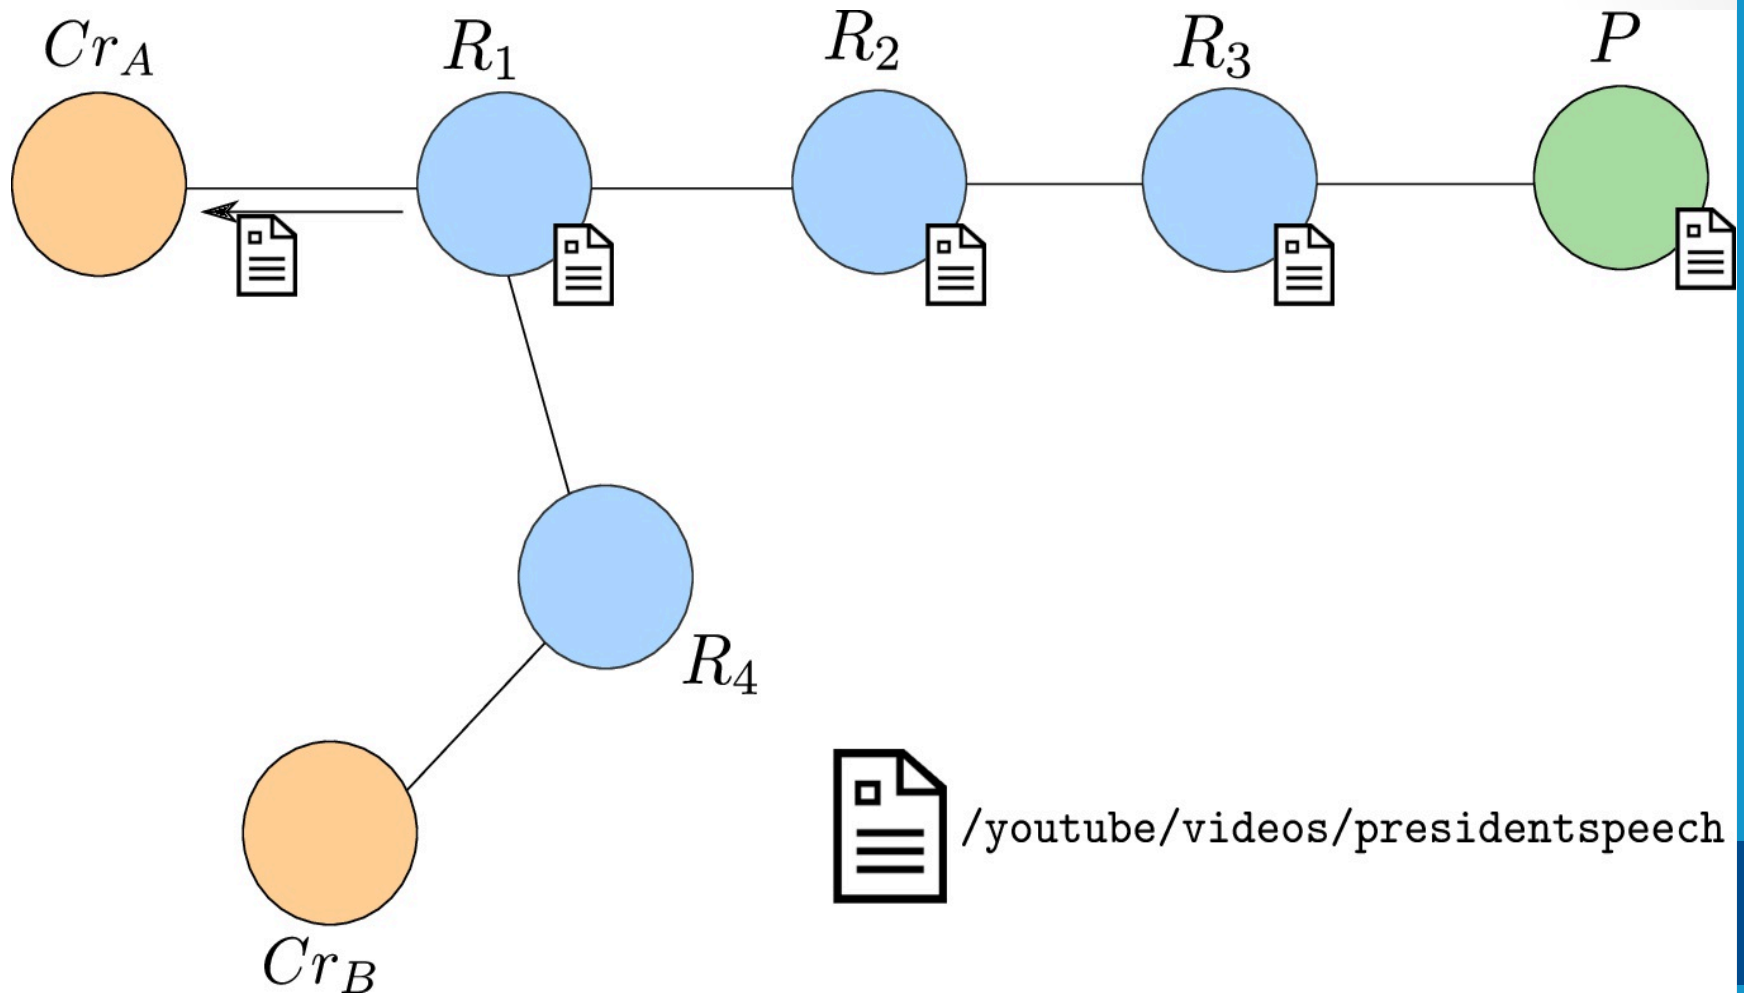 Cr_A
R_1
R_2
R_3
P
R_4
/youtube/videos/presidentspeech
Cr_B